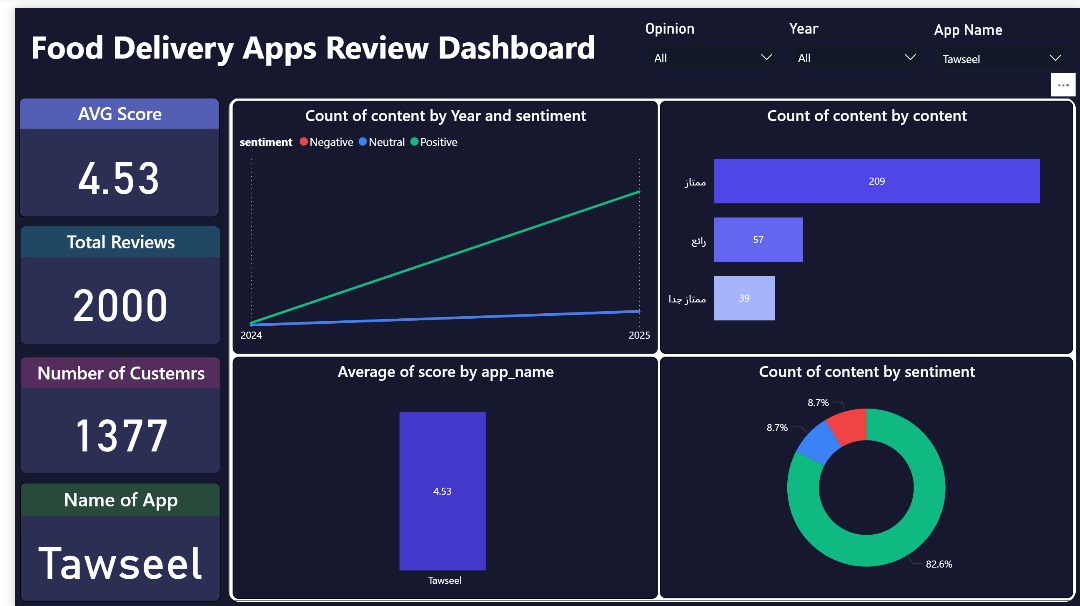 Food Delivery Apps Review Dashboard
Opinion
All
Year
All
App Name
Tawseel
AVG Score
4.53
Total Reviews
2000
Number of Custemrs
1377
Name of App
Tawseel
Count of content by Year and sentiment
sentiment Negative Neutral Positive
2024 2025
Count of content by content
ممتاز 209
رائع 57
ممتاز جدا 39
Average of score by app_name
4.53
Tawseel
Count of content by sentiment
8.7%
8.7%
82.6%